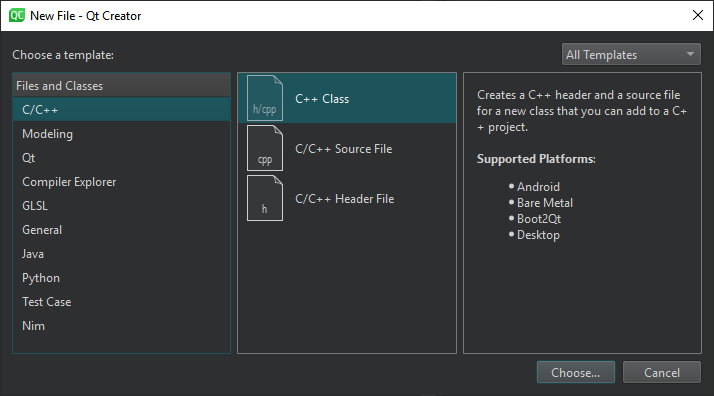 QC New File - Qt Creator
Choose a template:
All Templates
Files and Classes
C/C++
Modeling
Qt
Compiler Explorer
GLSL
General
Java
Python
Test Case
Nim
h/cpp
C++ Class
cpp
C/C++ Source File
h
C/C++ Header File
Creates a C++ header and a source file
for a new class that you can add to a C+
+ project.
Supported Platforms:
• Android
• Bare Metal
• Boot2Qt
• Desktop
Choose...
Cancel